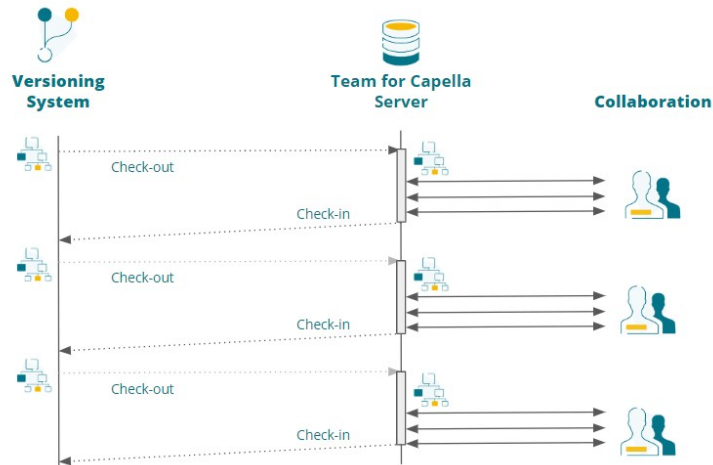 Versioning
System
Team for Capella
Server
Collaboration
Check-out
Check-in
Check-out
Check-in
Check-out
Check-in